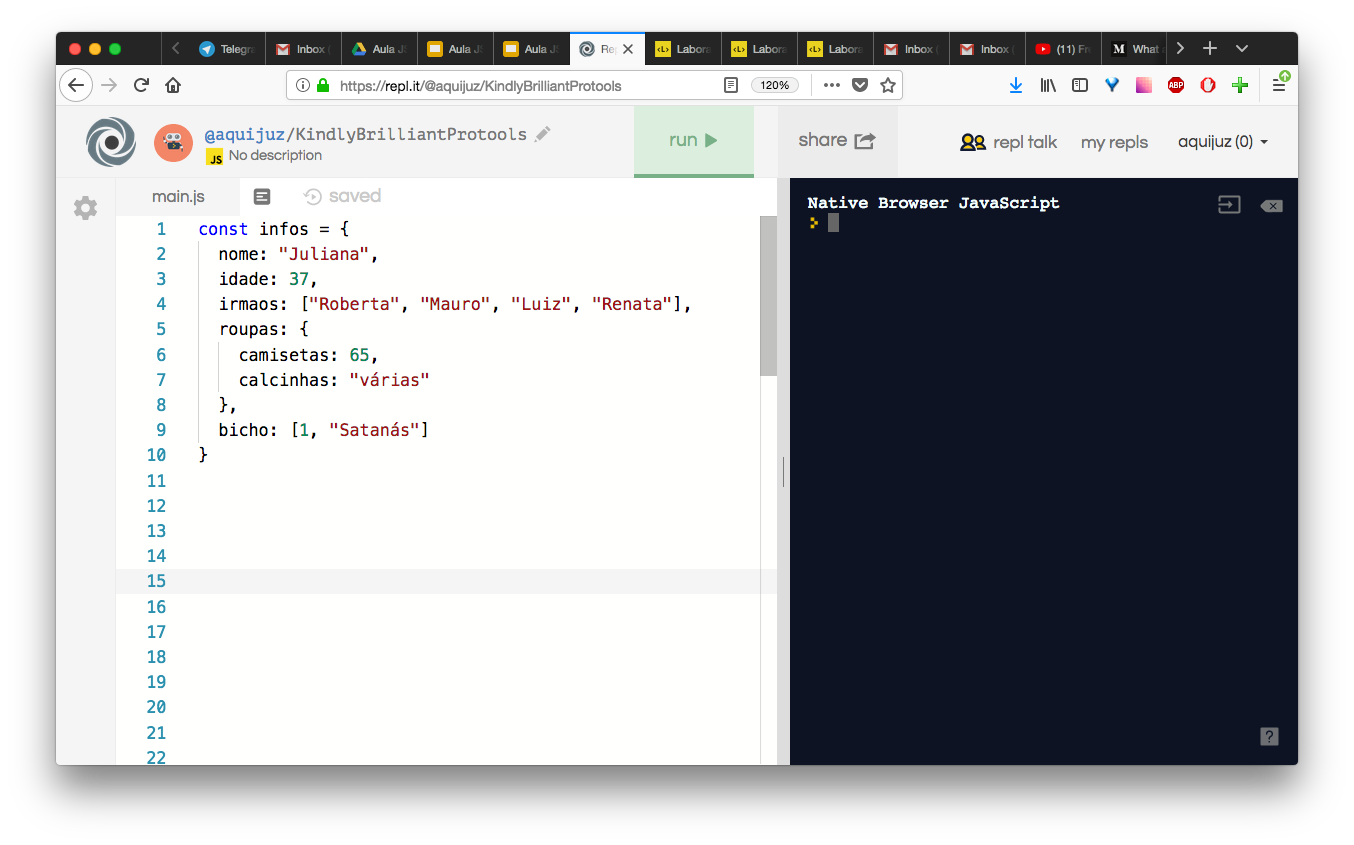 Telegr Inbox ( Aula JS Aula JS Aula JS Re Labora Labora Labora Inbox ( Inbox ( (11) Fr What
https://repl.it/@aquijuz/KindlyBrilliantProtools 120% ABP
@aquijuz/KindlyBrilliantProtools
JS No description
run
share
repl talk
my repls
aquijuz (0)
main.js
saved
1 const infos = {
2 nome: "Juliana",
3 idade: 37,
4 irmaos: ["Roberta", "Mauro", "Luiz", "Renata"],
5 roupas: {
6 camisetas: 65,
7 calcinhas: "várias"
8 },
9 bicho: [1, "Satanás"]
10 }
11
12
13
14
15
16
17
18
19
20
21
22
Native Browser JavaScript
>
?